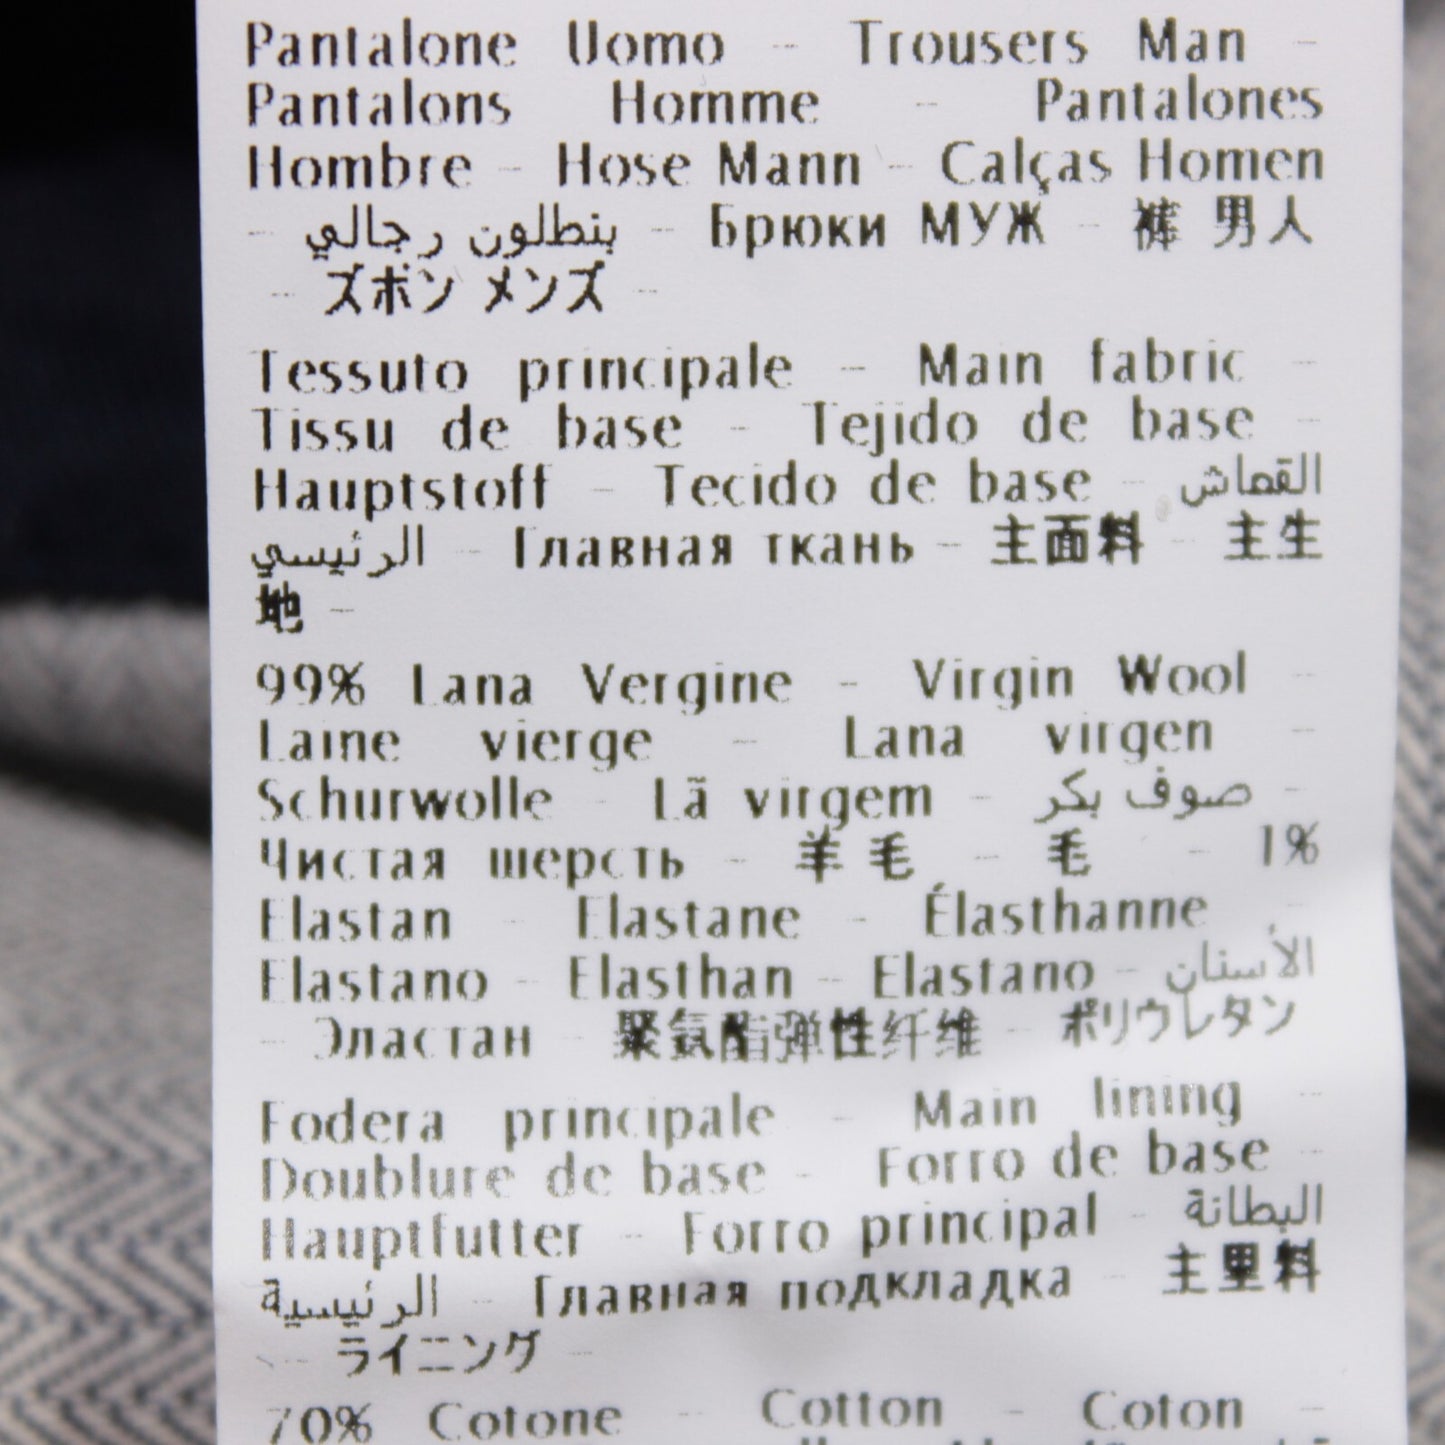 Pantalone Uomo - Trousers Man -
Pantalons Homme - Pantalones
Hombre - Hose Mann - Calças Homen
- بنطلون رجالي - Брюки МУЖ - 裤 男人
- ズボン メンズ -
Tessuto principale - Main fabric -
Tissu de base - Tejido de base -
Hauptstoff - Tecido de base - القماش
الرئيسي - Главная ткань - 主面料 - 主生
地 -
99% Lana Vergine - Virgin Wool -
Laine vierge - Lana virgen -
Schurwolle - Lã virgem - صوف بكر -
Чистая шерсть - 羊毛 - 毛 - 1%
Elastan - Elastane - Élasthanne -
Elastano - Elasthan - Elastano - الأسنان
- Эластан - 聚氨酯弹性纤维 - ポリウレタン
Fodera principale - Main lining -
Doublure de base - Forro de base -
Hauptfutter - Forro principal - البطانة
الرئيسية - Главная подкладка - 主里料
- ライニング -
70% Cotone - Cotton - Coton -